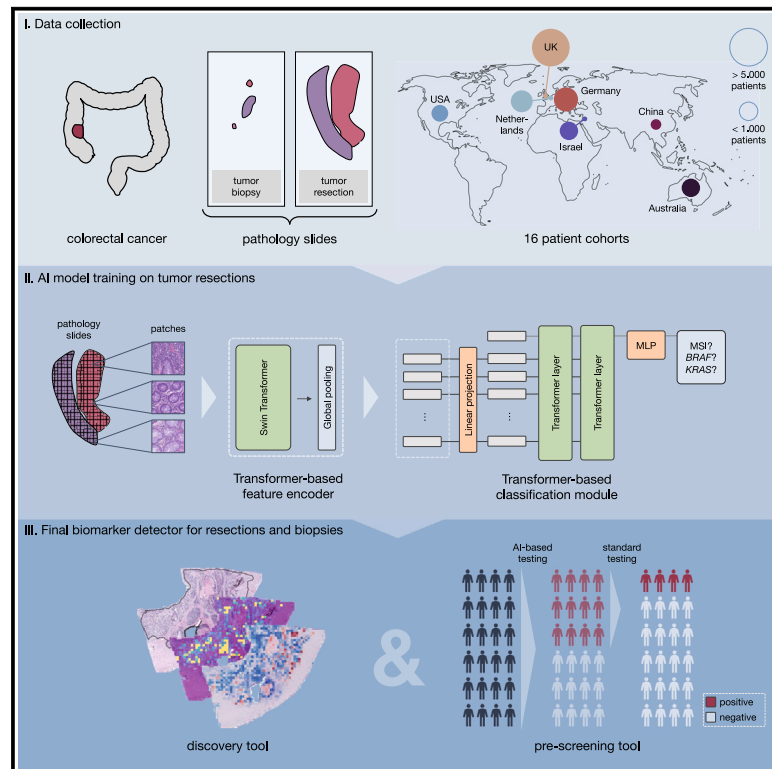 I. Data collection
tumor
biopsy
tumor
resection
colorectal cancer
pathology slides
UK
USA
Nether-
lands
Germany
Israel
China
Australia
> 5.000
patients
< 1.000
patients
16 patient cohorts
II. AI model training on tumor resections
pathology
slides
patches
Swin Transformer
Global pooling
Transformer-based
feature encoder
...
Linear projection
...
Transformer layer
Transformer layer
MLP
MSI?
BRAF?
KRAS?
Transformer-based
classification module
III. Final biomarker detector for resections and biopsies
discovery tool
&
AI-based
testing
standard
testing
positive
negative
pre-screening tool